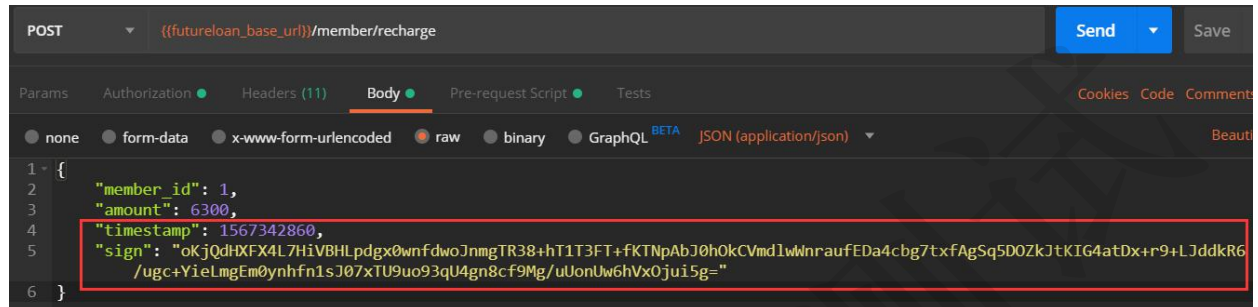 POST {{futureloan_base_url}}/member/recharge Send Save
Params Authorization Headers (11) Body Pre-request Script Tests Cookies Code Comments
none form-data x-www-form-urlencoded raw binary GraphQL BETA JSON (application/json) Beauti
1 {
2 "member_id": 1,
3 "amount": 6300,
4 "timestamp": 1567342860,
5 "sign": "oKjQdHXFX4L7HiVBHLpdgx0wnfdwoJnmgTR38+hT1T3FT+fKTNpAbJ0hOkCVmdlwWnraufEDa4cbg7txfAgSq5DOZkJtKIG4atDx+r9+LJddkR6
/ugc+YieLmgEm0ynhfn1sJ07xTU9uo93qU4gn8cf9Mg/uUonUw6hVxOjui5g="
6 }